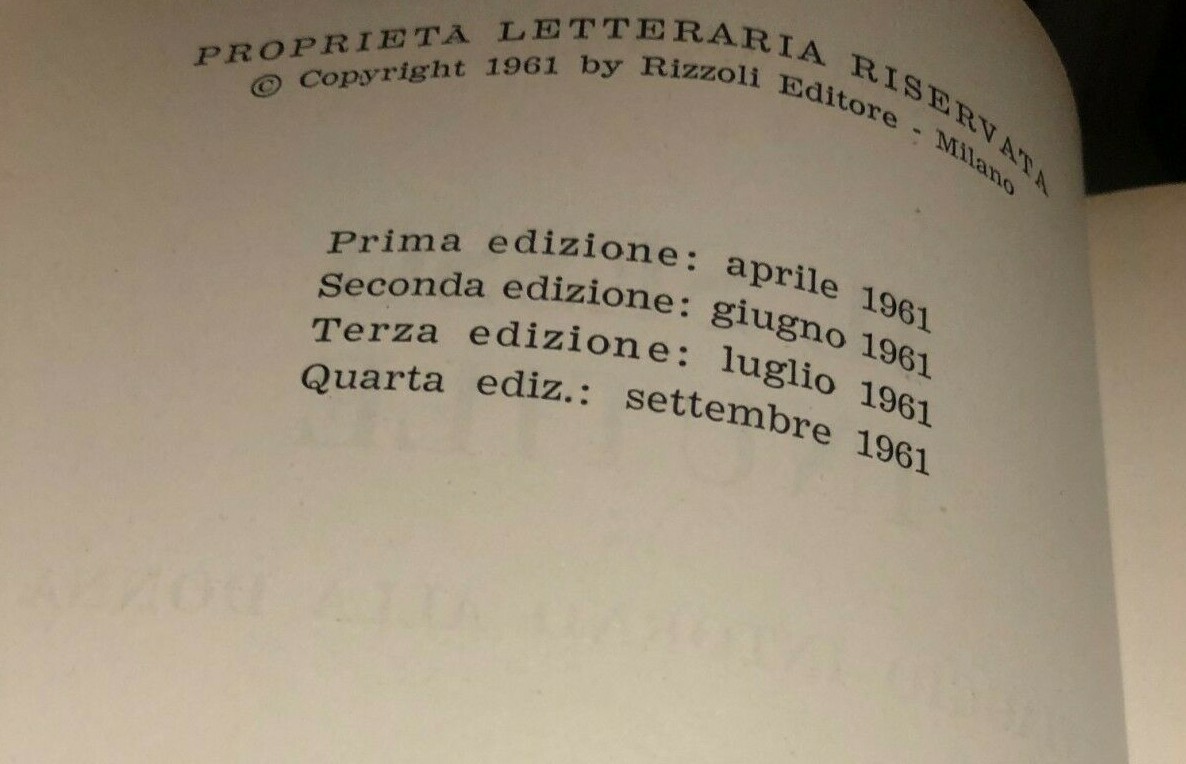 PROPRIETÀ LETTERARIA RISERVATA
© Copyright 1961 by Rizzoli Editore - Milano
Prima edizione: aprile 1961
Seconda edizione: giugno 1961
Terza edizione: luglio 1961
Quarta ediz.: settembre 1961